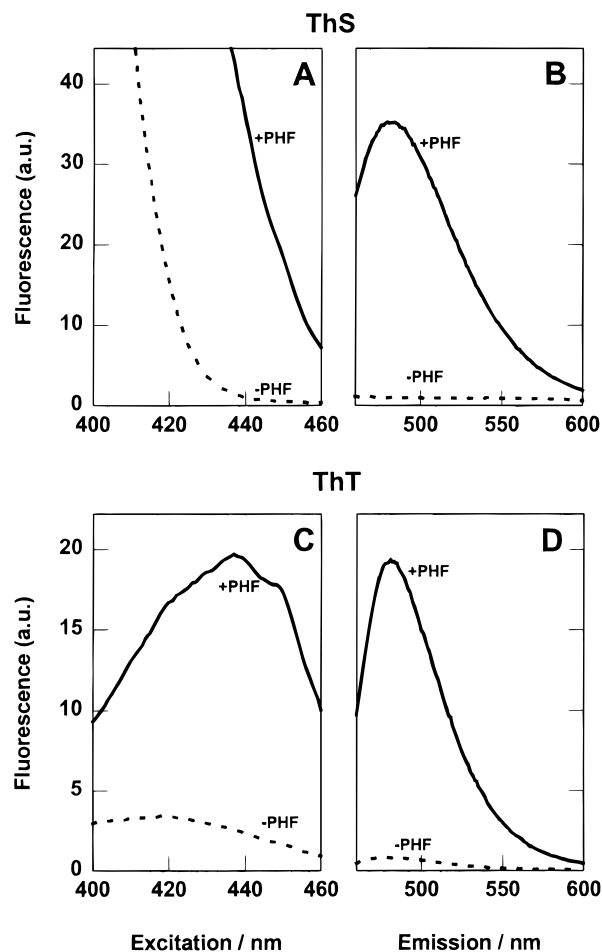 ThS
A
B
40
30
20
10
0
Fluorescence (a.u.)
+PHF
-PHF
+PHF
-PHF
400 420 440 460
500 550 600
ThT
C
D
20
15
10
5
0
Fluorescence (a.u.)
+PHF
-PHF
+PHF
-PHF
400 420 440 460
500 550 600
Excitation / nm
Emission / nm